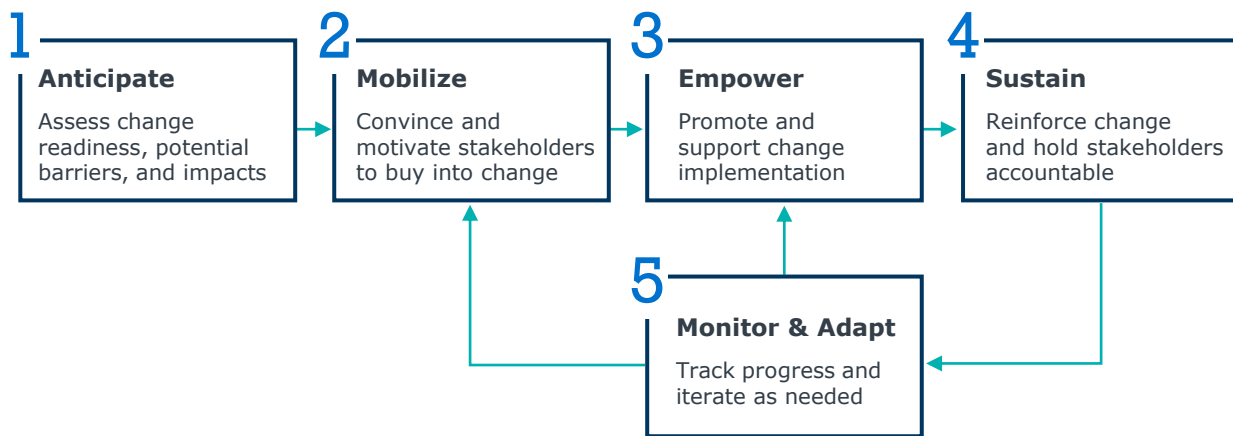 1
Anticipate
Assess change
readiness, potential
barriers, and impacts
2
Mobilize
Convince and
motivate stakeholders
to buy into change
3
Empower
Promote and
support change
implementation
4
Sustain
Reinforce change
and hold stakeholders
accountable
5
Monitor & Adapt
Track progress and
iterate as needed